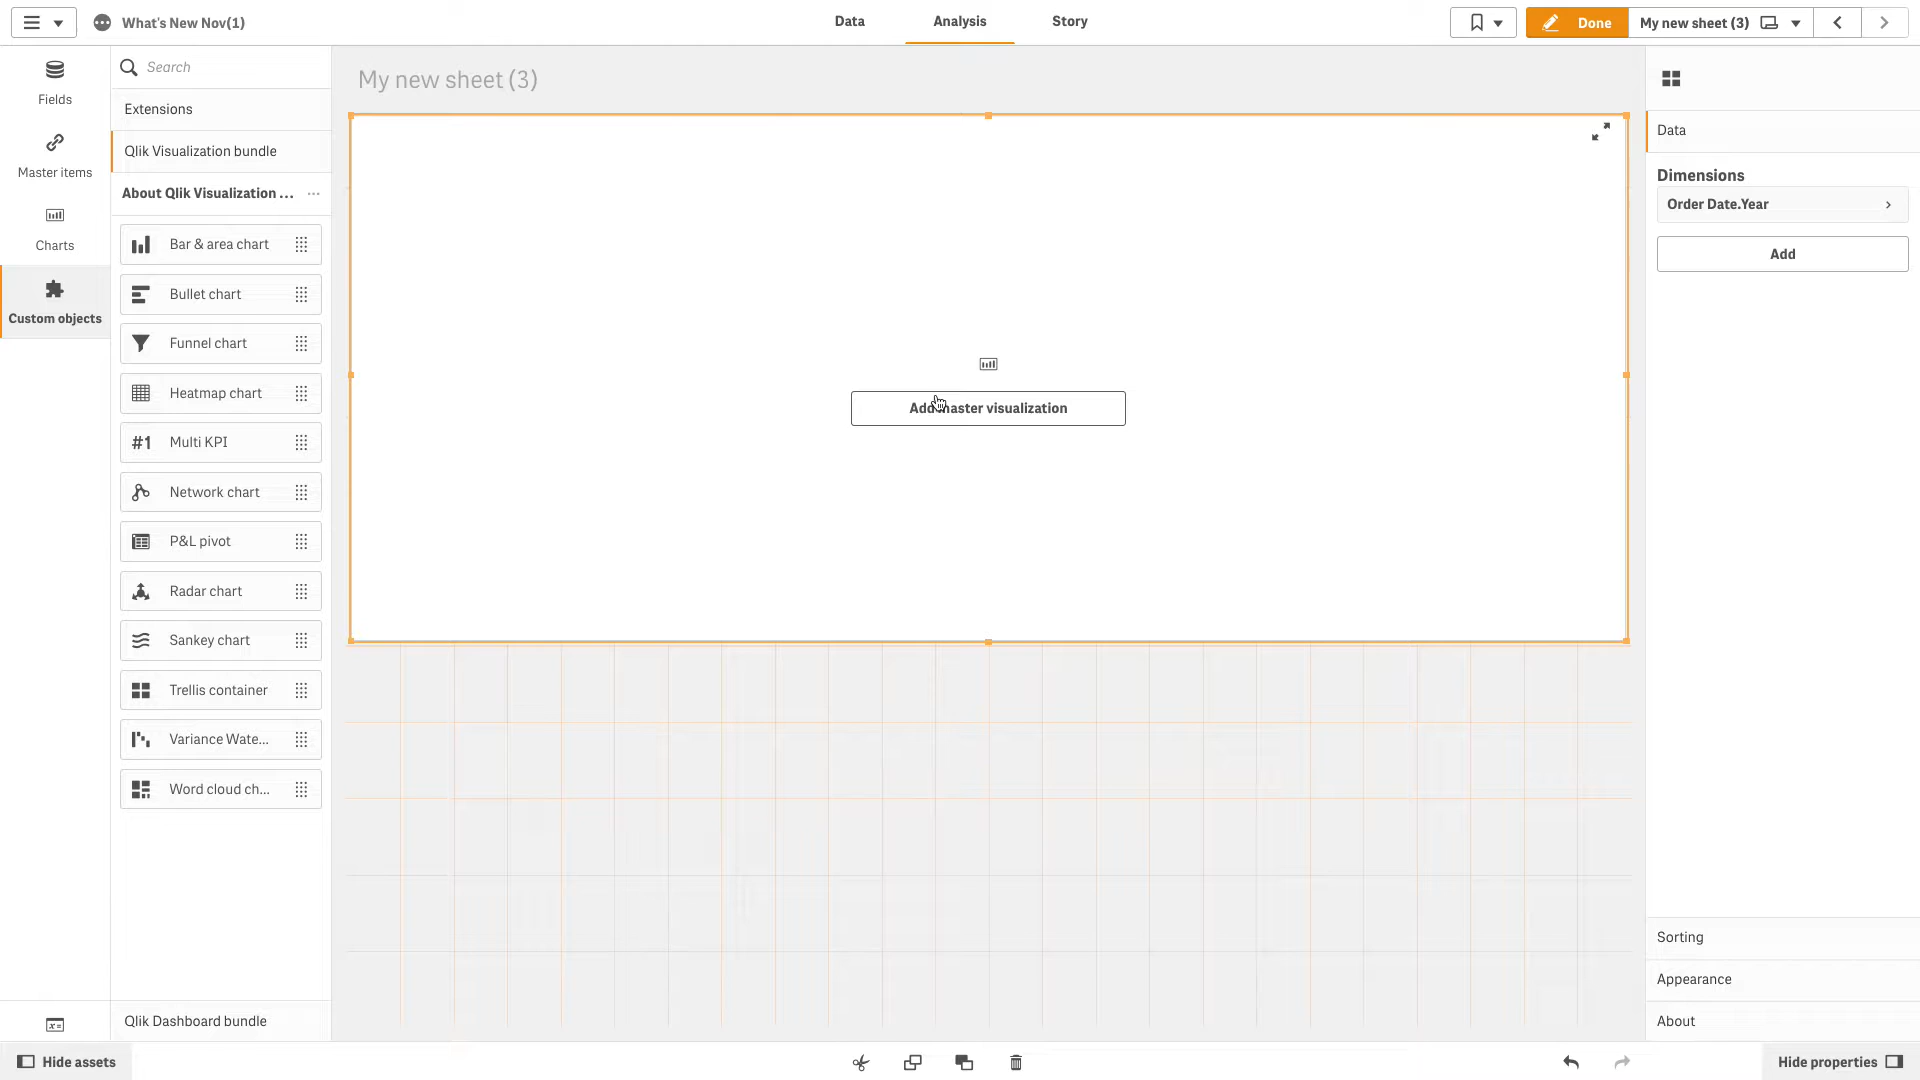 What's New Nov(1)
Data
Analysis
Story
Done
My new sheet (3)
Fields
Master items
Charts
Custom objects
Search
Extensions
Qlik Visualization bundle
About Qlik Visualization ...
Bar & area chart
Bullet chart
Funnel chart
Heatmap chart
#1 Multi KPI
Network chart
P&L pivot
Radar chart
Sankey chart
Trellis container
Variance Wate...
Word cloud ch...
Qlik Dashboard bundle
My new sheet (3)
Add master visualization
Data
Dimensions
Order Date.Year
Add
Sorting
Appearance
About
Hide assets
Hide properties